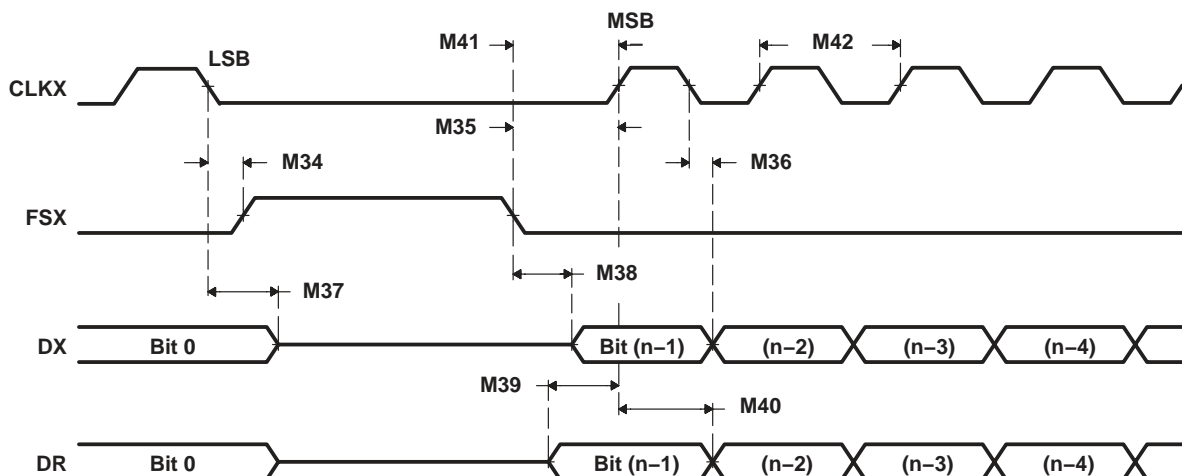 MSB
M41
M42
LSB
CLKX
M35
M34
M36
FSX
M38
M37
DX Bit 0 Bit (n−1) (n−2) (n−3) (n−4)
M39
M40
DR Bit 0 Bit (n−1) (n−2) (n−3) (n−4)